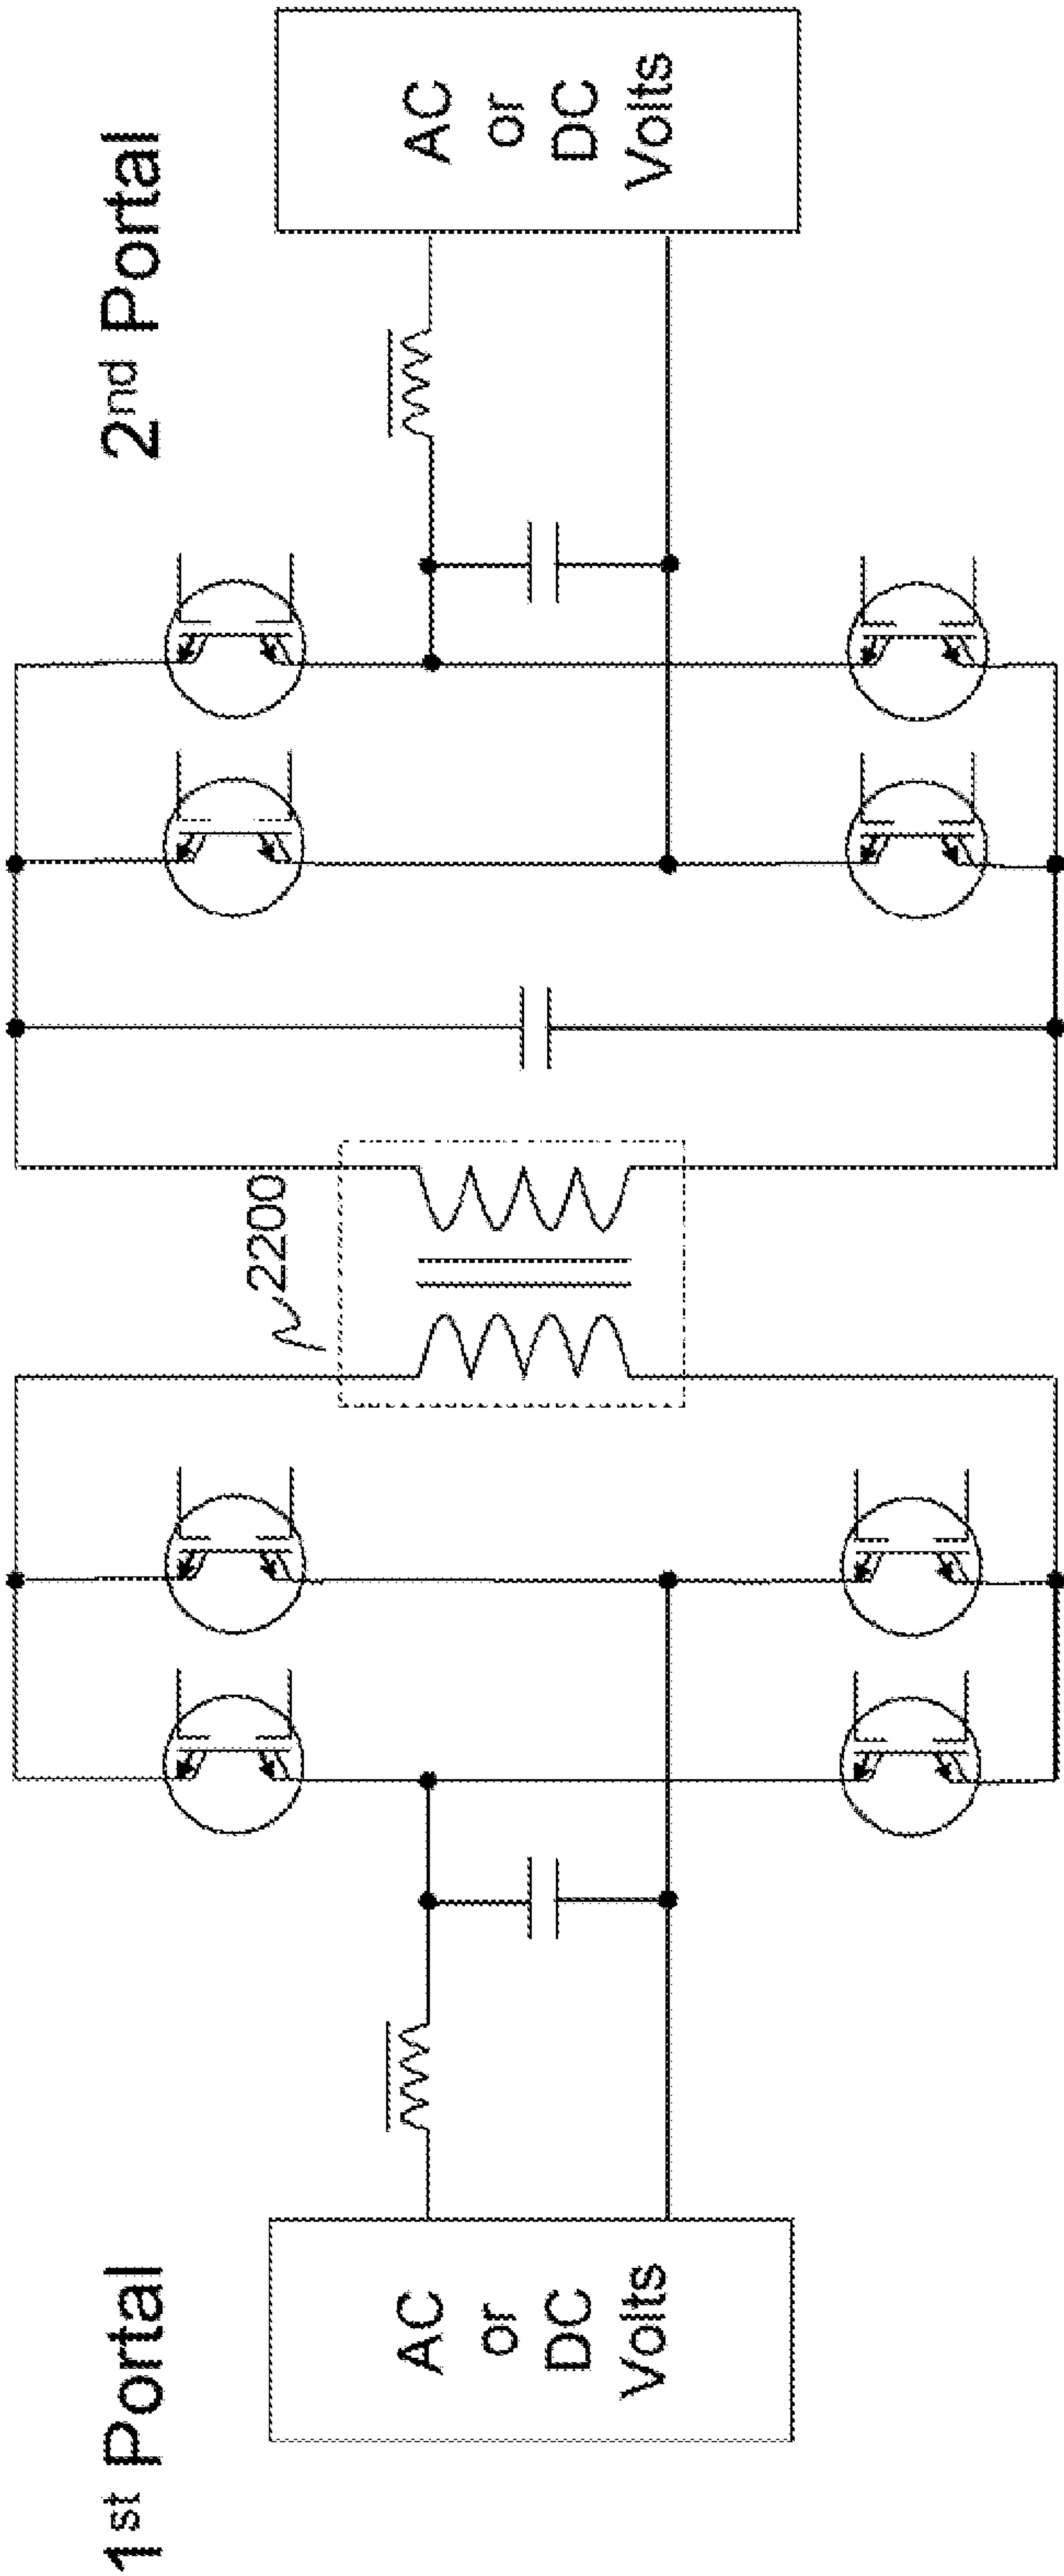 1st Portal
AC
or
DC
Volts
2200
2nd Portal
AC
or
DC
Volts